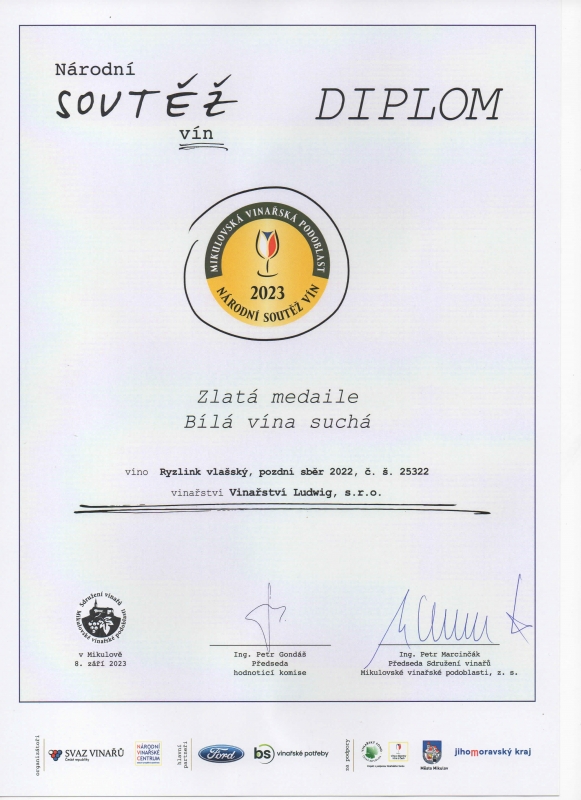 Národní
SOUTĚŽ
vín
DIPLOM
MIKULOVSKÁ VINAŘSKÁ PODOBLAST
2023
NÁRODNÍ SOUTĚŽ VÍN
Zlatá medaile
Bílá vína suchá
víno Ryzlink vlašský, pozdní sběr 2022, č. š. 25322
vinařství Vinařství Ludwig, s.r.o.
Sdružení vinařů
Mikulovské vinařské podoblasti
v Mikulově
8. září 2023
Ing. Petr Gondáš
Předseda
hodnotící komise
Ing. Petr Marcinčák
Předseda Sdružení vinařů
Mikulovské vinařské podoblasti, z. s.
organizátoři
SVAZ VINAŘŮ
České republiky
NÁRODNÍ
VINAŘSKÉ
CENTRUM
hlavní
partneři
Ford
bs vinařské potřeby
za podpory
Město Mikulov
jihomoravský kraj